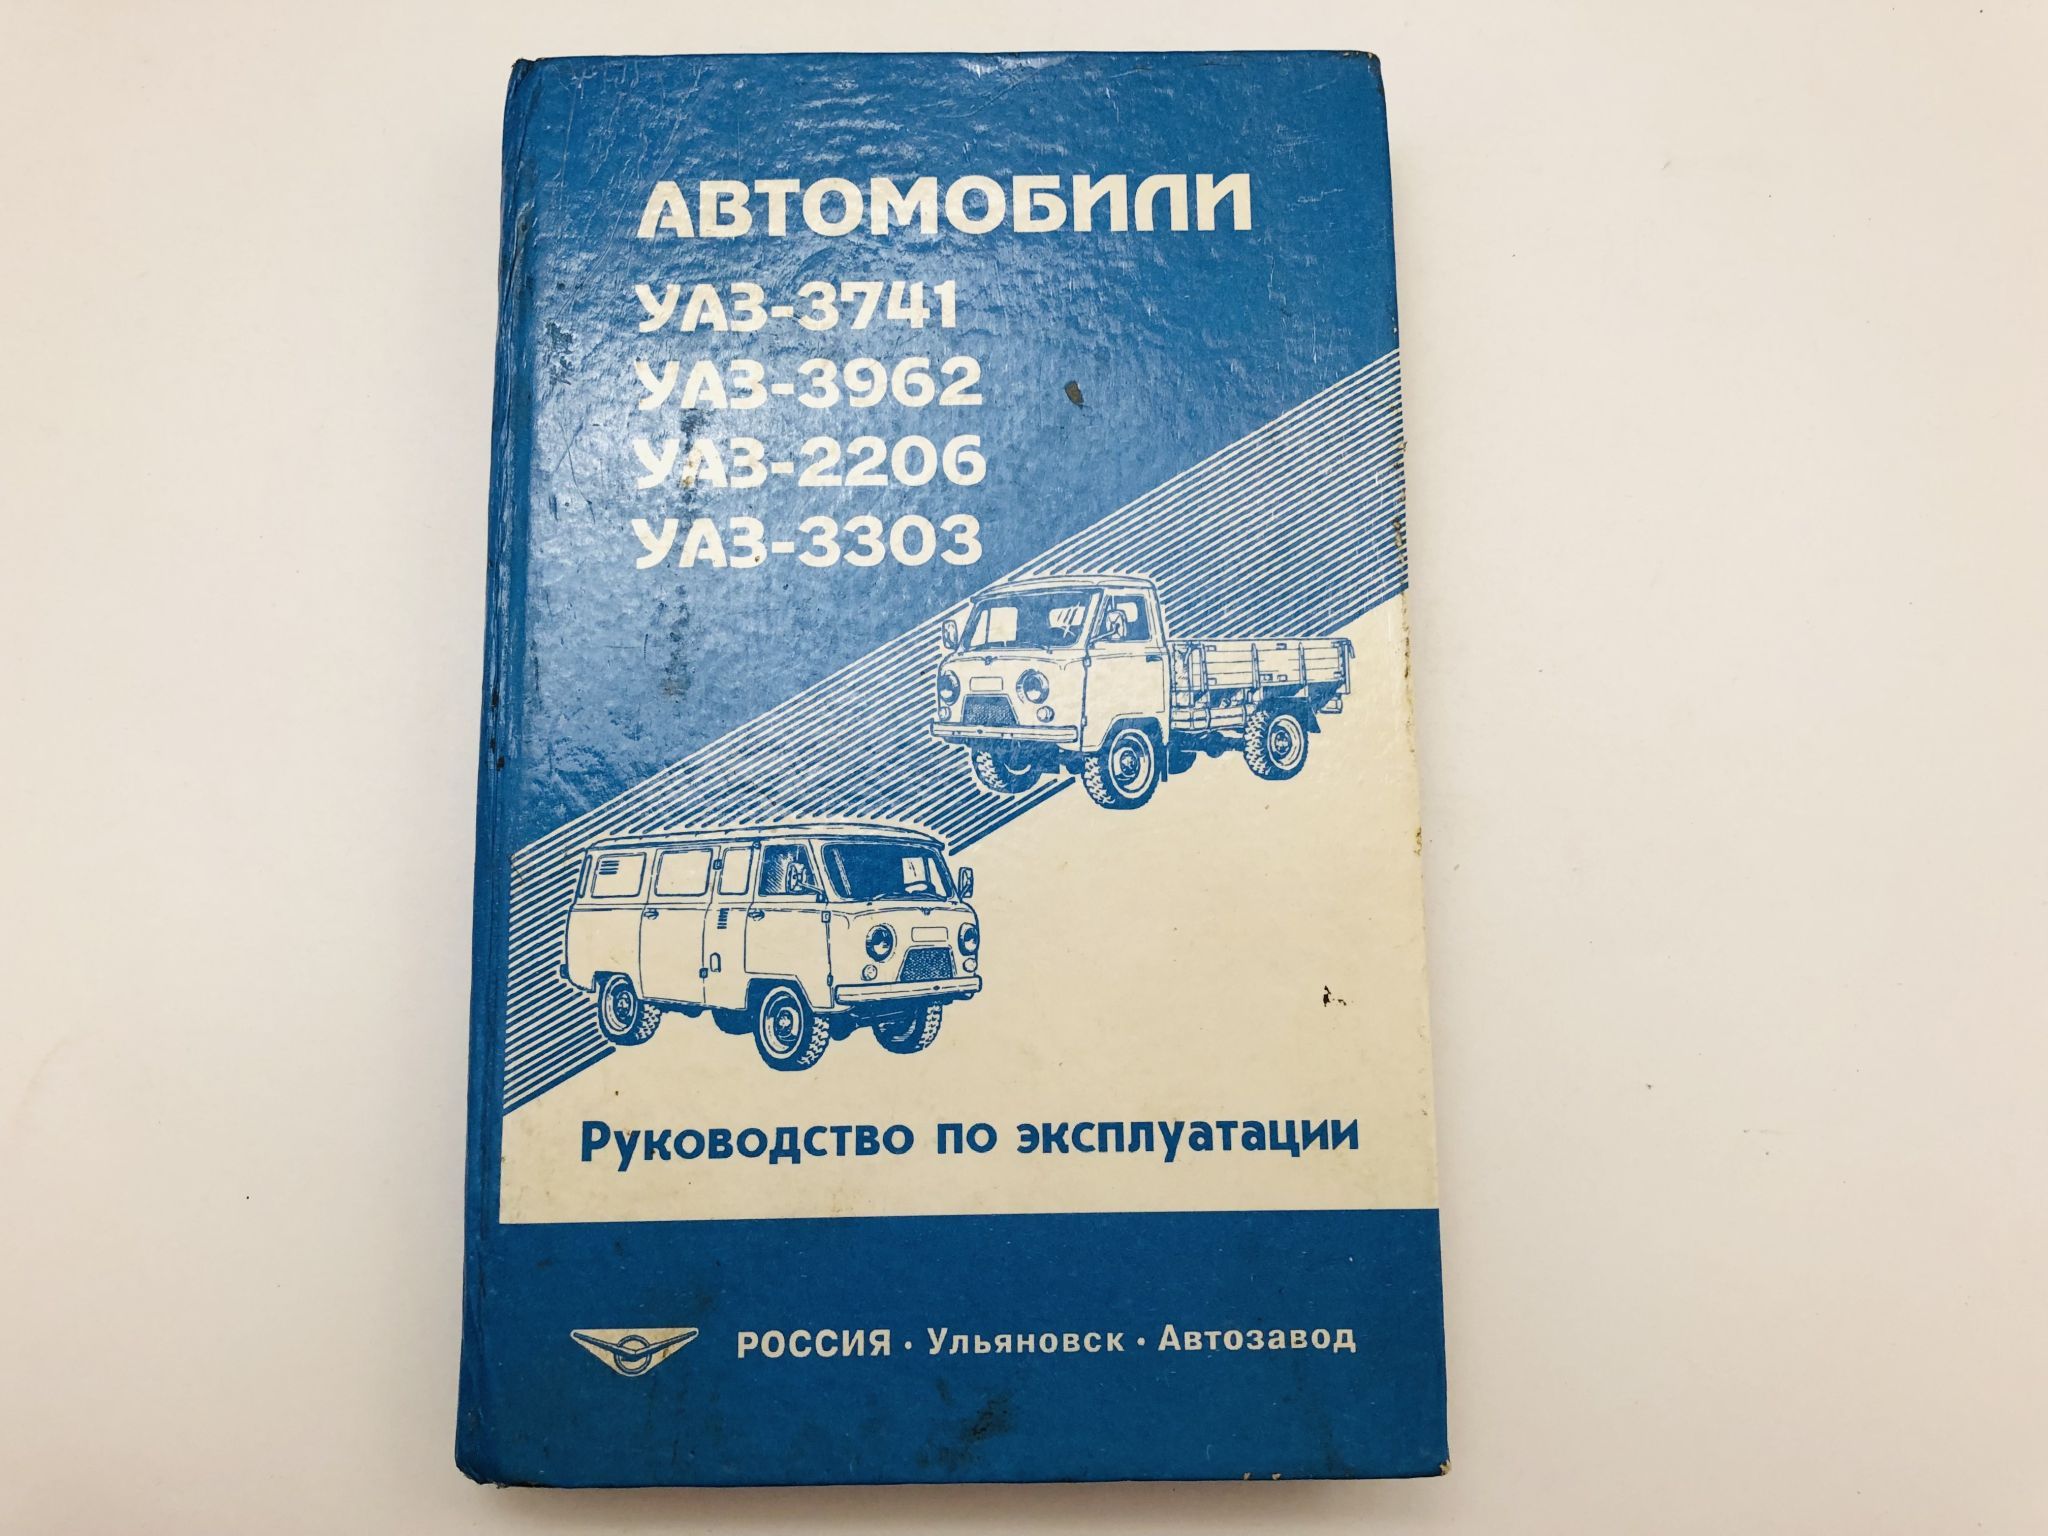 АВТОМОБИЛИ
УАЗ-3741
УАЗ-3962
УАЗ-2206
УАЗ-3303
Руководство по эксплуатации
РОССИЯ · Ульяновск · Автозавод